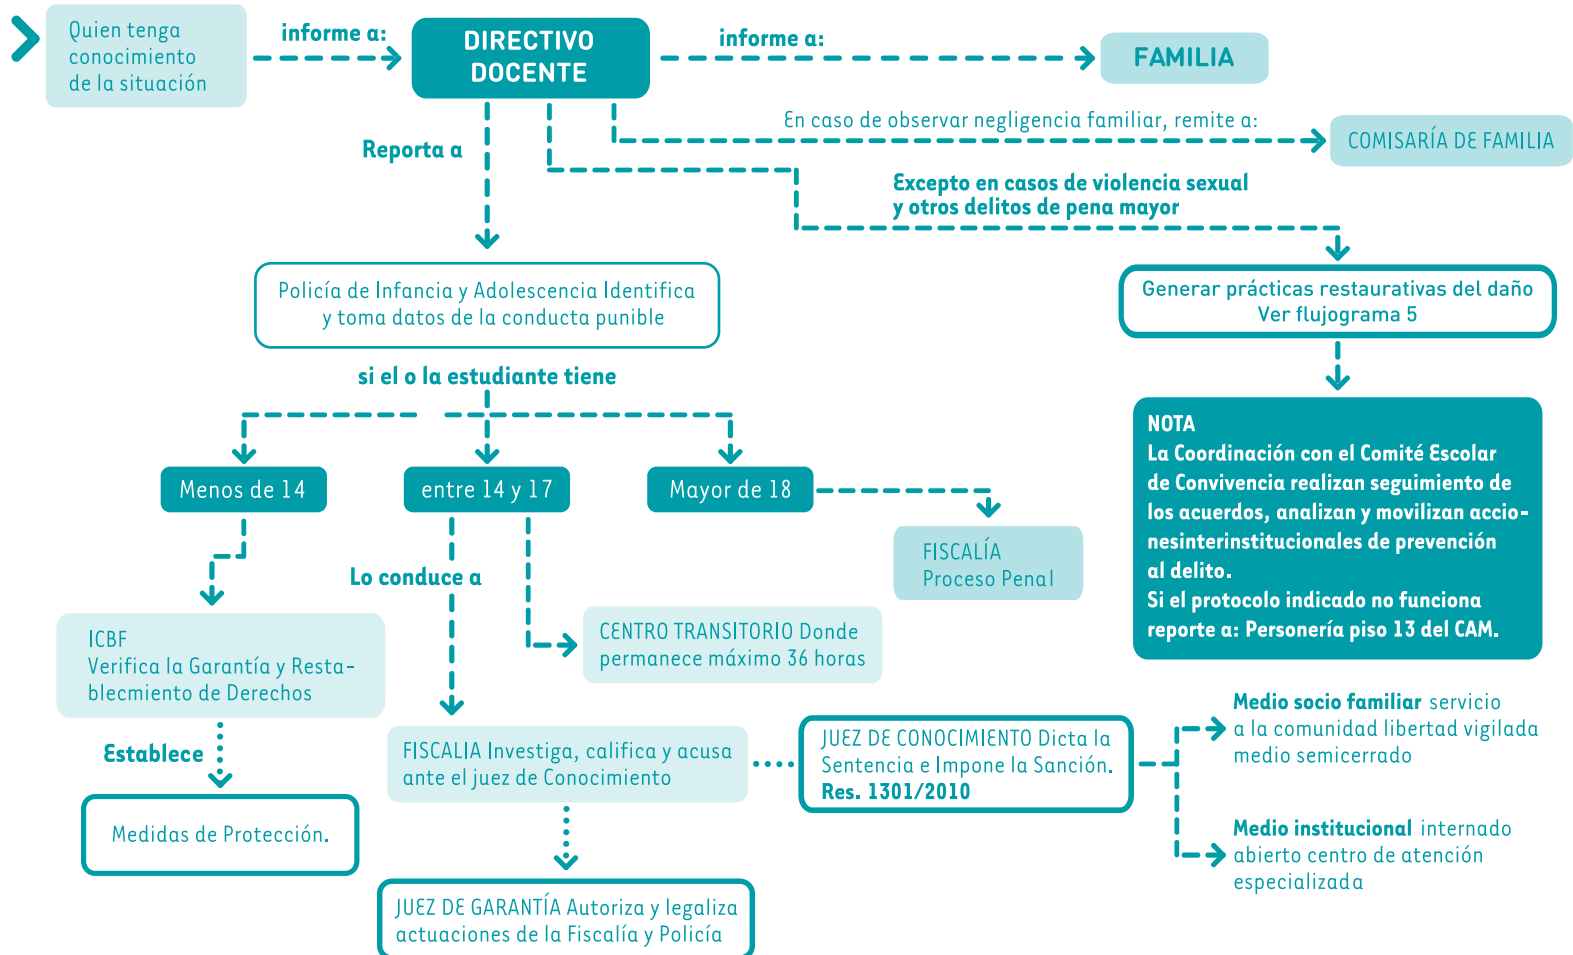 Quien tenga
conocimiento
de la situación
informe a:
DIRECTIVO
DOCENTE
informe a:
FAMILIA
En caso de observar negligencia familiar, remite a:
COMISARÍA DE FAMILIA
Reporta a
Excepto en casos de violencia sexual
y otros delitos de pena mayor
Policía de Infancia y Adolescencia Identifica
y toma datos de la conducta punible
Generar prácticas restaurativas del daño
Ver flujograma 5
si el o la estudiante tiene
Menos de 14
entre 14 y 17
Mayor de 18
NOTA
La Coordinación con el Comité Escolar
de Convivencia realizan seguimiento de
los acuerdos, analizan y movilizan accio-
nesinterinstitucionales de prevención
al delito.
Si el protocolo indicado no funciona
reporte a: Personería piso 13 del CAM.
FISCALÍA
Proceso Penal
Lo conduce a
ICBF
Verifica la Garantía y Resta-
blecmiento de Derechos
CENTRO TRANSITORIO Donde
permanece máximo 36 horas
Establece
Medidas de Protección.
FISCALIA Investiga, califica y acusa
ante el juez de Conocimiento
JUEZ DE CONOCIMIENTO Dicta la
Sentencia e Impone la Sanción.
Res. 1301/2010
Medio socio familiar servicio
a la comunidad libertad vigilada
medio semicerrado
Medio institucional internado
abierto centro de atención
especializada
JUEZ DE GARANTÍA Autoriza y legaliza
actuaciones de la Fiscalía y Policía